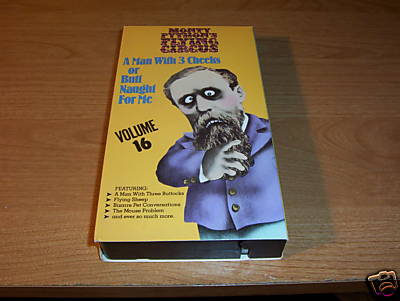 MONTY
PYTHON'S
FLYING
CIRCUS
A Man With 3 Cheeks
or
Butt
Naught
For Me
VOLUME
16
FEATURING:
➤ A Man With Three Buttocks
➤ Flying Sheep
➤ Bizarre Pet Conversations
➤ The Mouse Problem
➤ and ever so much more.